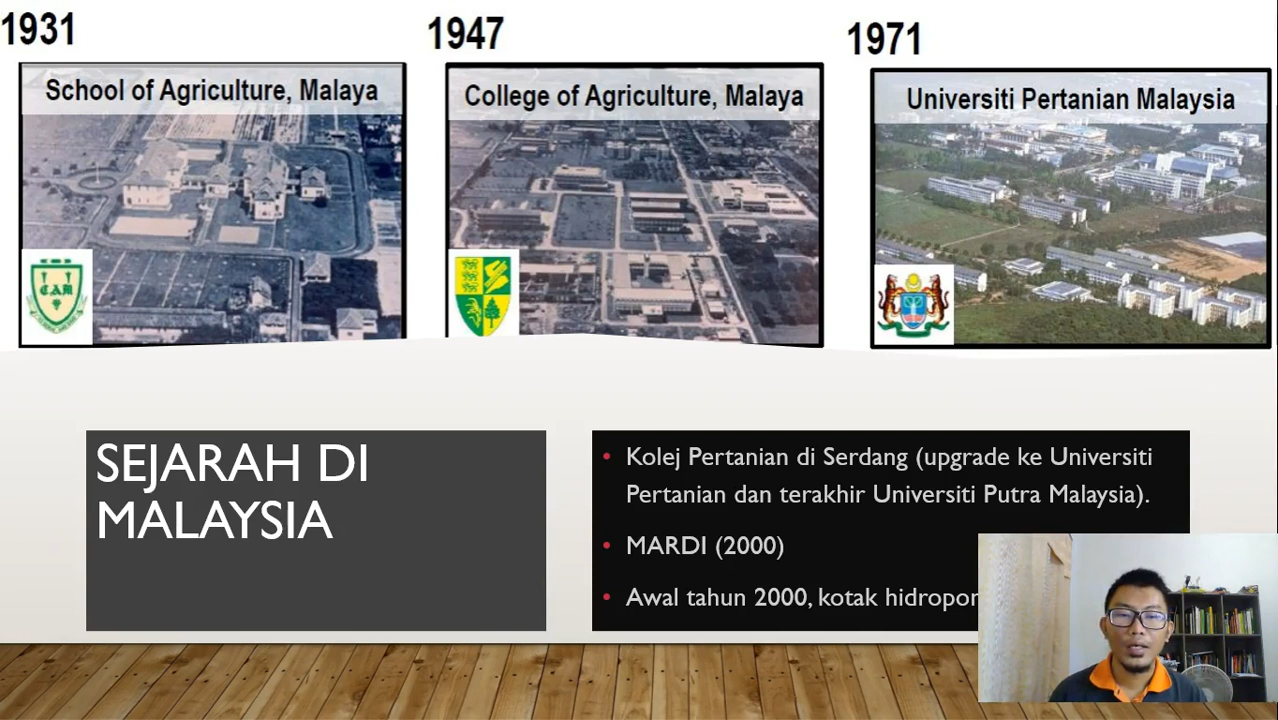 1931
1947
1971
School of Agriculture, Malaya
College of Agriculture, Malaya
Universiti Pertanian Malaysia
CAM
SEJARAH DI
MALAYSIA
• Kolej Pertanian di Serdang (upgrade ke Universiti
Pertanian dan terakhir Universiti Putra Malaysia).
• MARDI (2000)
• Awal tahun 2000, kotak hidropon